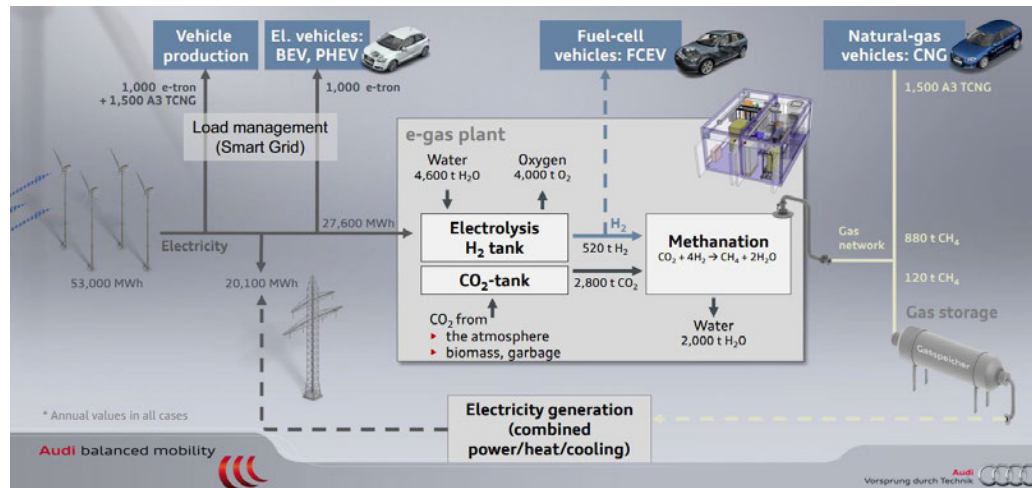 Vehicle
production
El. vehicles:
BEV, PHEV
Fuel-cell
vehicles: FCEV
Natural-gas
vehicles: CNG
1,000 e-tron
+ 1,500 A3 TCNG
1,000 e-tron
1,500 A3 TCNG
Load management
(Smart Grid)
e-gas plant
Water
4,600 t H₂O
Oxygen
4,000 t O₂
27,600 MWh
Electricity
53,000 MWh
20,100 MWh
Electrolysis
H₂ tank
CO₂-tank
H₂
520 t H₂
2,800 t CO₂
Methanation
CO₂ + 4H₂ → CH₄ + 2H₂O
Gas
network
880 t CH₄
120 t CH₄
CO₂ from
▸ the atmosphere
▸ biomass, garbage
Water
2,000 t H₂O
Gas storage
Gasspeicher
* Annual values in all cases
Electricity generation
(combined
power/heat/cooling)
Audi balanced mobility
Audi
Vorsprung durch Technik